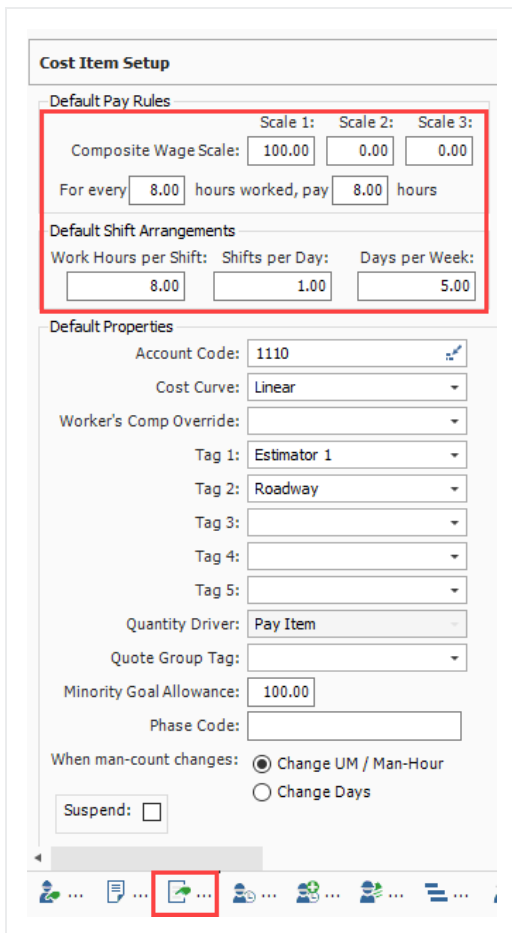 Cost Item Setup
Default Pay Rules
Scale 1: Scale 2: Scale 3:
Composite Wage Scale: 100.00 0.00 0.00
For every 8.00 hours worked, pay 8.00 hours
Default Shift Arrangements
Work Hours per Shift: Shifts per Day: Days per Week:
8.00 1.00 5.00
Default Properties
Account Code: 1110
Cost Curve: Linear
Worker's Comp Override:
Tag 1: Estimator 1
Tag 2: Roadway
Tag 3:
Tag 4:
Tag 5:
Quantity Driver: Pay Item
Quote Group Tag:
Minority Goal Allowance: 100.00
Phase Code:
When man-count changes: Change UM / Man-Hour
Change Days
Suspend:
... ... ... ... ... ... ...